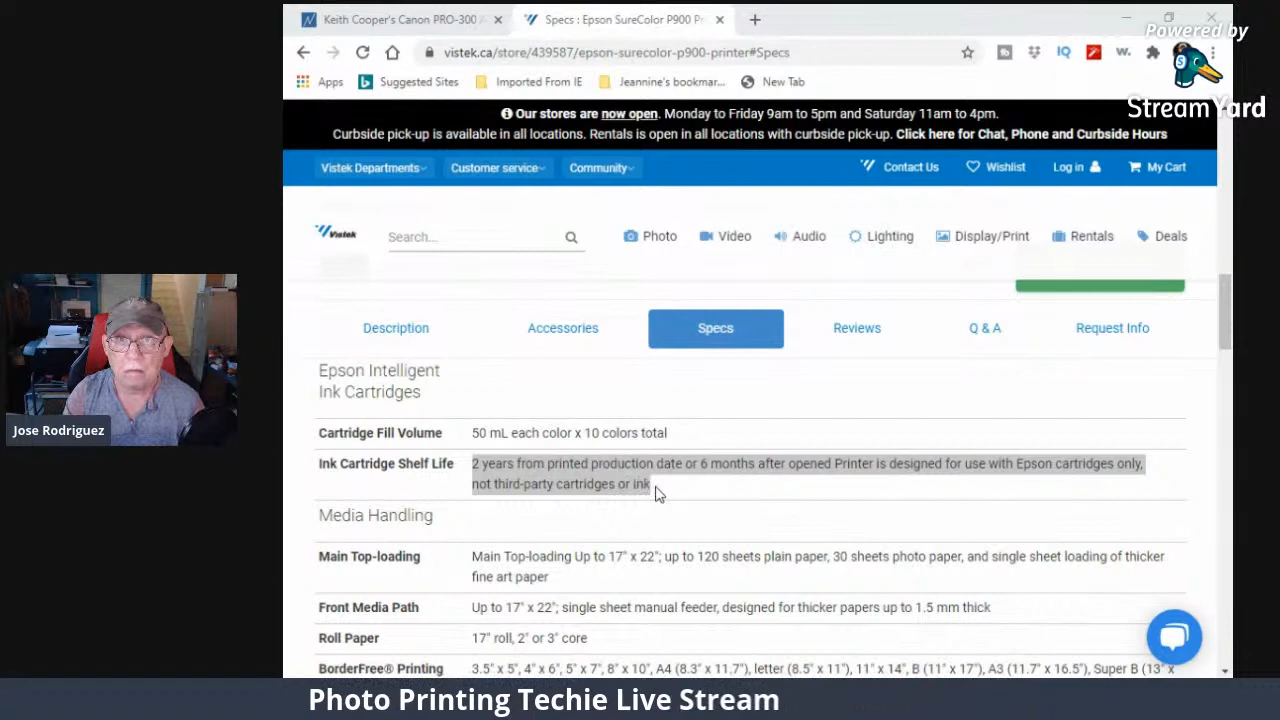 Keith Cooper's Canon PRO-300
Specs : Epson SureColor P900 Pr
Powered by
vistek.ca/store/439587/epson-surecolor-p900-printer#Specs
Apps
Suggested Sites
Imported From IE
Jeannine's bookmar...
New Tab
StreamYard
Our stores are now open. Monday to Friday 9am to 5pm and Saturday 11am to 4pm.
Curbside pick-up is available in all locations. Rentals is open in all locations with curbside pick-up. Click here for Chat, Phone and Curbside Hours
Vistek Departments
Customer service
Community
Contact Us
Wishlist
Log in
My Cart
Vistek
Search...
Photo
Video
Audio
Lighting
Display/Print
Rentals
Deals
Description
Accessories
Specs
Reviews
Q & A
Request Info
Epson Intelligent
Ink Cartridges
Cartridge Fill Volume 50 mL each color x 10 colors total
Ink Cartridge Shelf Life 2 years from printed production date or 6 months after opened Printer is designed for use with Epson cartridges only,
not third-party cartridges or ink
Media Handling
Main Top-loading Main Top-loading Up to 17" x 22"; up to 120 sheets plain paper, 30 sheets photo paper, and single sheet loading of thicker
fine art paper
Front Media Path Up to 17" x 22"; single sheet manual feeder, designed for thicker papers up to 1.5 mm thick
Roll Paper 17" roll, 2" or 3" core
BorderFree® Printing 3.5" x 5", 4" x 6", 5" x 7", 8" x 10", A4 (8.3" x 11.7"), letter (8.5" x 11"), 11" x 14", B (11" x 17"), A3 (11.7" x 16.5"), Super B (13" x
Jose Rodriguez
Photo Printing Techie Live Stream